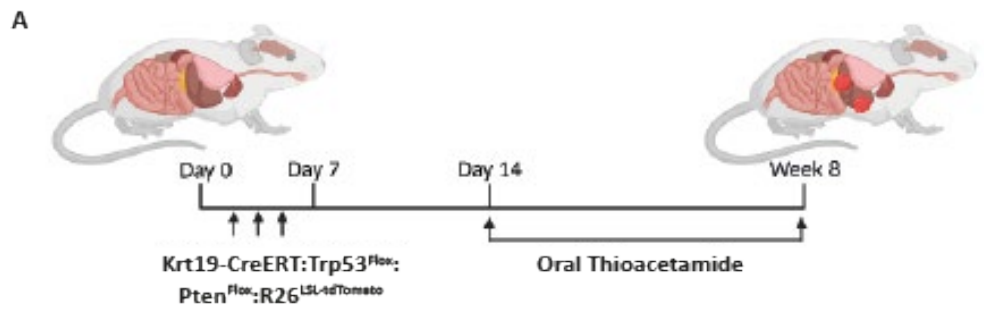 A
Day 0 Day 7 Day 14 Week 8
Krt19-CreERT:Trp53Flox: Oral Thioacetamide
PtenFlox:R26LSL-tdTomato